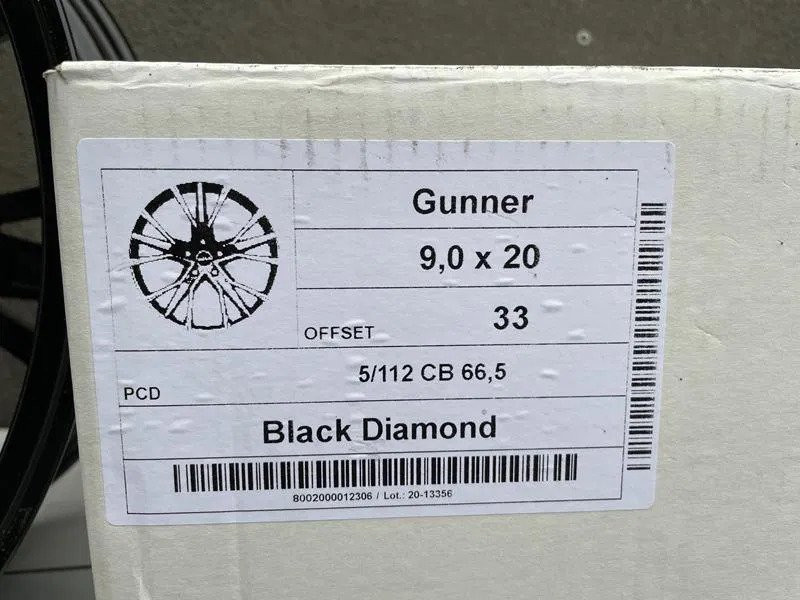 Gunner
9,0 x 20
OFFSET 33
PCD 5/112 CB 66,5
Black Diamond
8002000012306 / Lot.: 20-13356